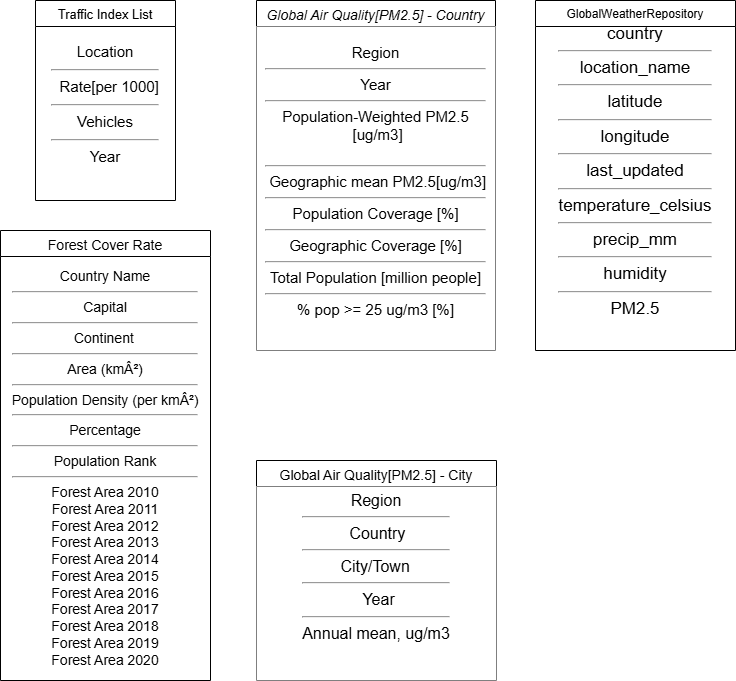 Traffic Index List
Location
Rate[per 1000]
Vehicles
Year
Global Air Quality[PM2.5] - Country
Region
Year
Population-Weighted PM2.5
[ug/m3]
Geographic mean PM2.5[ug/m3]
Population Coverage [%]
Geographic Coverage [%]
Total Population [million people]
% pop >= 25 ug/m3 [%]
GlobalWeatherRepository
country
location_name
latitude
longitude
last_updated
temperature_celsius
precip_mm
humidity
PM2.5
Forest Cover Rate
Country Name
Capital
Continent
Area (kmÂ²)
Population Density (per kmÂ²)
Percentage
Population Rank
Forest Area 2010
Forest Area 2011
Forest Area 2012
Forest Area 2013
Forest Area 2014
Forest Area 2015
Forest Area 2016
Forest Area 2017
Forest Area 2018
Forest Area 2019
Forest Area 2020
Global Air Quality[PM2.5] - City
Region
Country
City/Town
Year
Annual mean, ug/m3